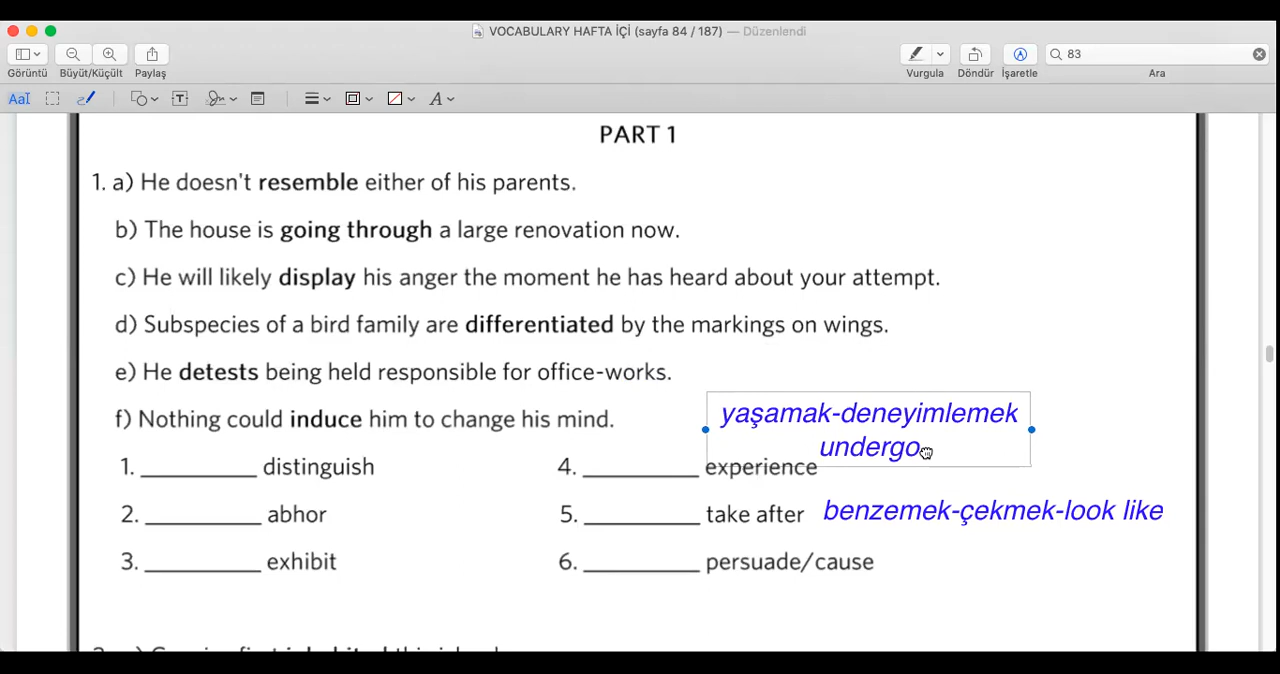 VOCABULARY HAFTA İÇİ (sayfa 84 / 187) — Düzenlendi
83
Görüntü Büyüt/Küçült Paylaş Vurgula Döndür İşaretle Ara
AaI T A
PART 1
1. a) He doesn't resemble either of his parents.
b) The house is going through a large renovation now.
c) He will likely display his anger the moment he has heard about your attempt.
d) Subspecies of a bird family are differentiated by the markings on wings.
e) He detests being held responsible for office-works.
f) Nothing could induce him to change his mind.
yaşamak-deneyimlemek
undergo
1. __________ distinguish 4. __________ experience
2. __________ abhor 5. __________ take after benzemek-çekmek-look like
3. __________ exhibit 6. __________ persuade/cause